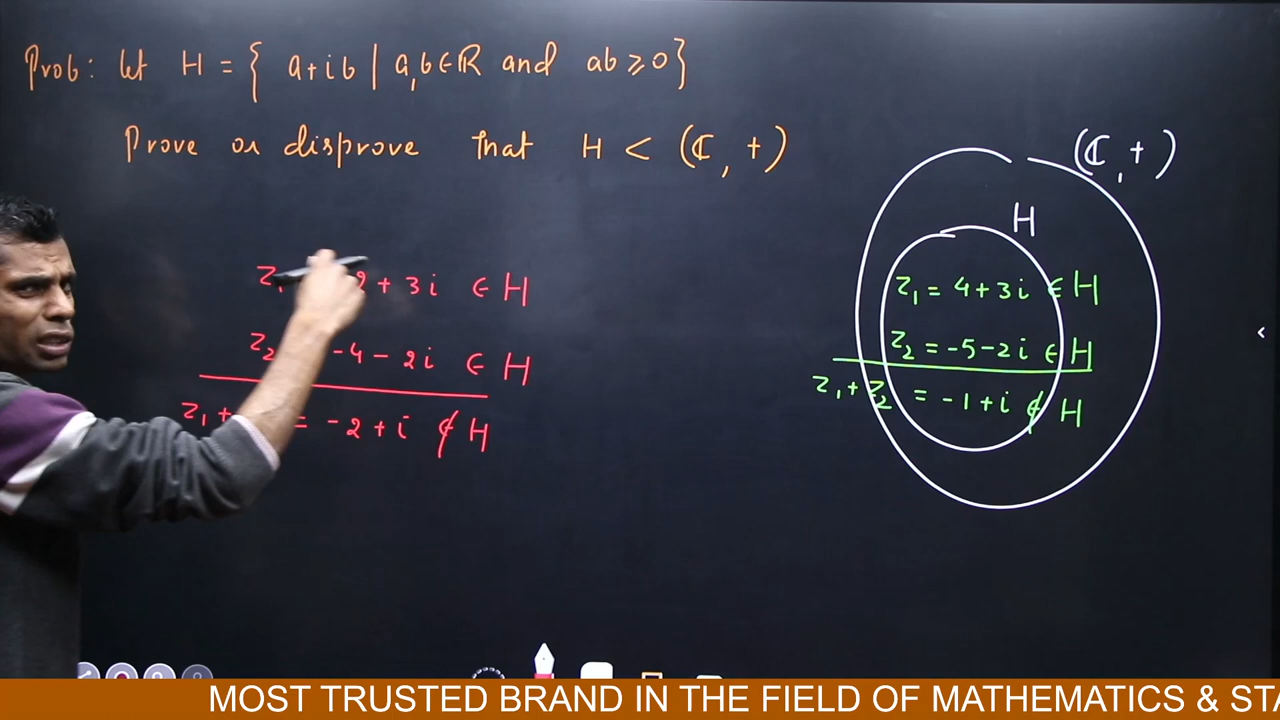 Prob: Let H = { a+ib | a,b∈ℝ and ab ≥ 0}
Prove or disprove that H < (ℂ, +)
(ℂ, +)
H
2 + 3i ∈ H
-4 - 2i ∈ H
= -2 + i ∉ H
z₁ = 4+3i ∈ H
z₂ = -5-2i ∈ H
z₁+z₂ = -1+i ∉ H
MOST TRUSTED BRAND IN THE FIELD OF MATHEMATICS & STA